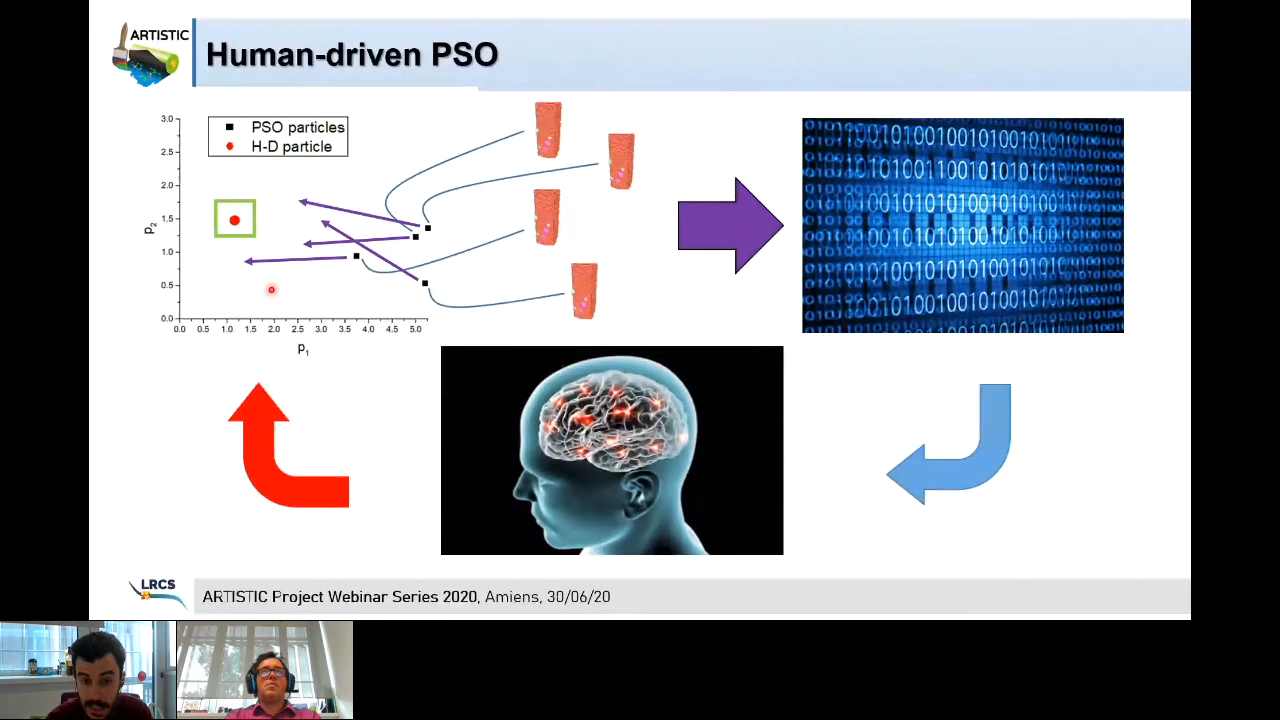 ARTISTIC
Human-driven PSO
PSO particles
H-D particle
3.0
2.5
2.0
1.5
1.0
0.5
0.0
p2
0.0 0.5 1.0 1.5 2.0 2.5 3.0 3.5 4.0 4.5 5.0
p1
LRCS
ARTISTIC Project Webinar Series 2020, Amiens, 30/06/20